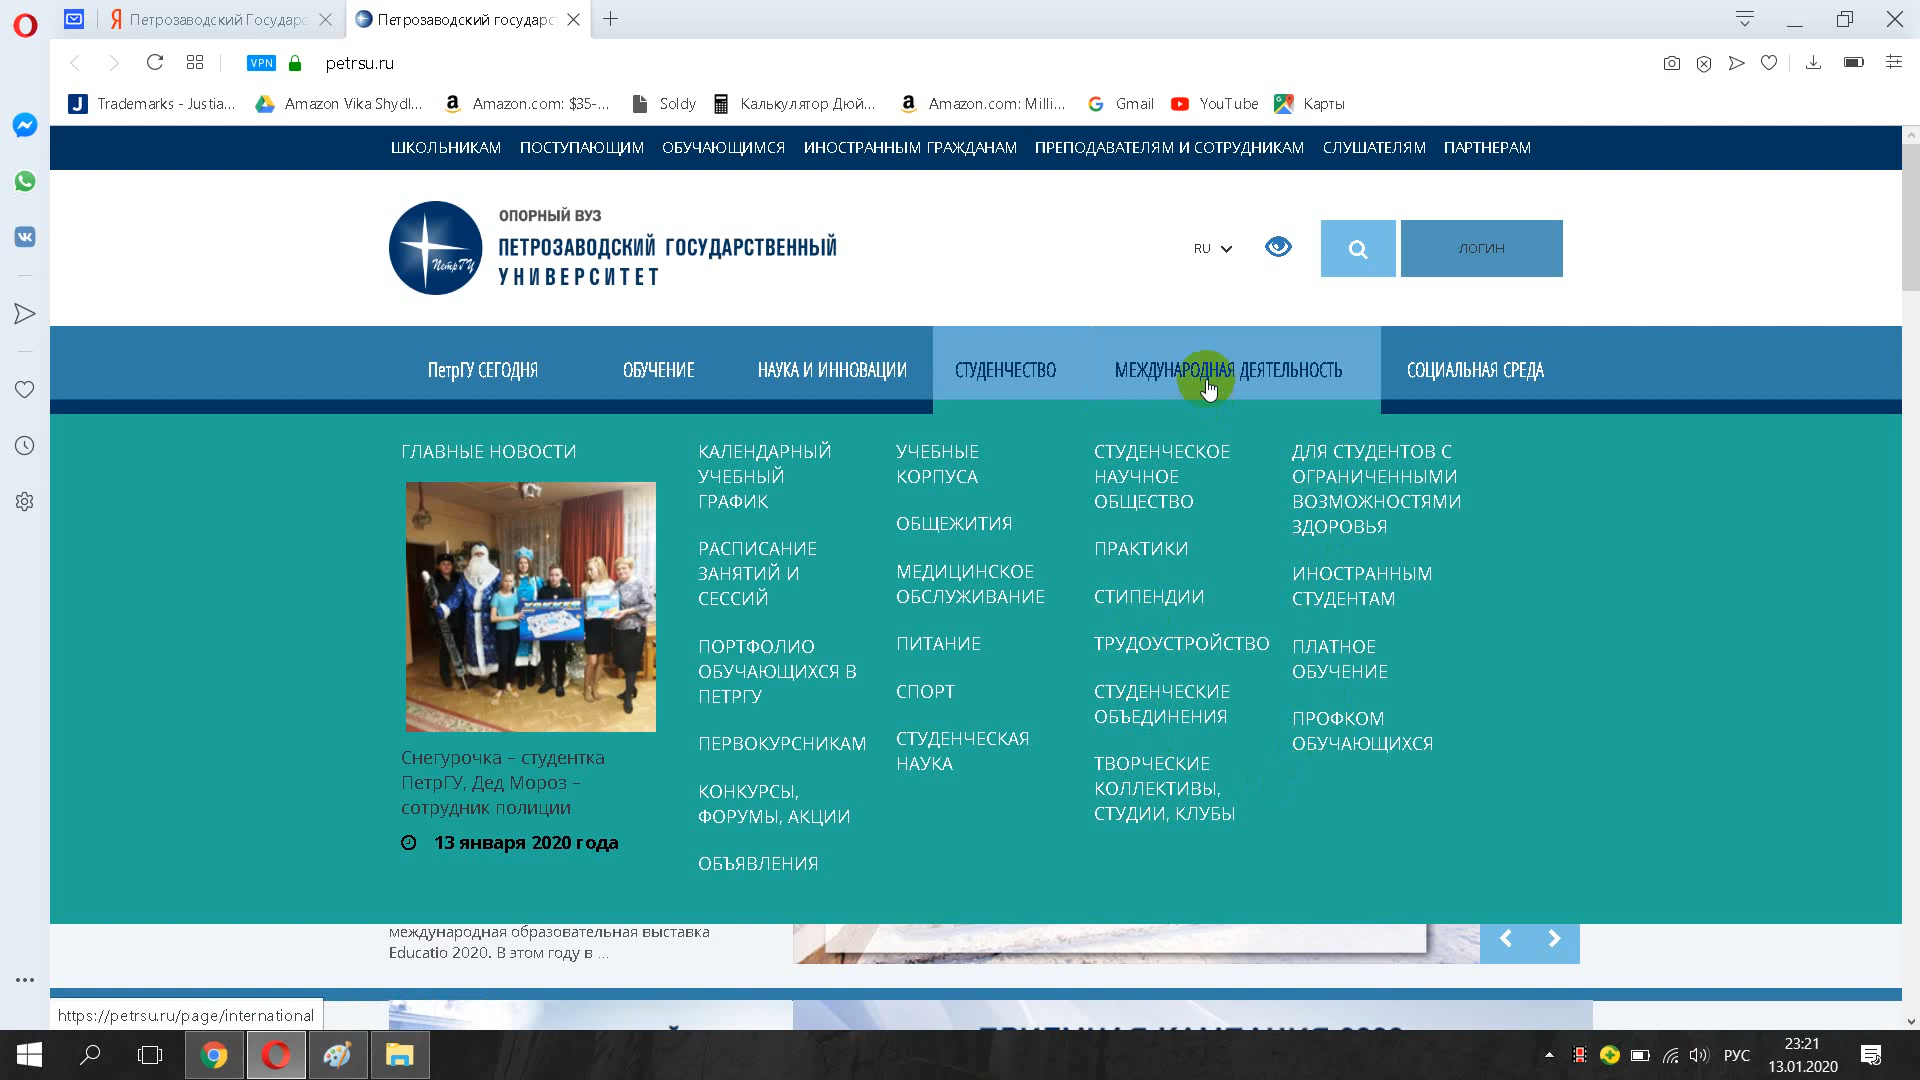 Петрозаводский Государс
Петрозаводский государс
VPN
petrsu.ru
Trademarks - Justia...
Amazon Vika Shydl...
Amazon.com: $35-...
Soldy
Калькулятор Дюй...
Amazon.com: Milli...
Gmail
YouTube
Карты
ШКОЛЬНИКАМ ПОСТУПАЮЩИМ ОБУЧАЮЩИМСЯ ИНОСТРАННЫМ ГРАЖДАНАМ ПРЕПОДАВАТЕЛЯМ И СОТРУДНИКАМ СЛУШАТЕЛЯМ ПАРТНЕРАМ
ПетрГУ
ОПОРНЫЙ ВУЗ
ПЕТРОЗАВОДСКИЙ ГОСУДАРСТВЕННЫЙ
УНИВЕРСИТЕТ
RU
ЛОГИН
ПетрГУ СЕГОДНЯ ОБУЧЕНИЕ НАУКА И ИННОВАЦИИ СТУДЕНЧЕСТВО МЕЖДУНАРОДНАЯ ДЕЯТЕЛЬНОСТЬ СОЦИАЛЬНАЯ СРЕДА
ГЛАВНЫЕ НОВОСТИ
YAKKER
Снегурочка – студентка
ПетрГУ, Дед Мороз –
сотрудник полиции
13 января 2020 года
КАЛЕНДАРНЫЙ
УЧЕБНЫЙ
ГРАФИК
РАСПИСАНИЕ
ЗАНЯТИЙ И
СЕССИЙ
ПОРТФОЛИО
ОБУЧАЮЩИХСЯ В
ПЕТРГУ
ПЕРВОКУРСНИКАМ
КОНКУРСЫ,
ФОРУМЫ, АКЦИИ
ОБЪЯВЛЕНИЯ
УЧЕБНЫЕ
КОРПУСА
ОБЩЕЖИТИЯ
МЕДИЦИНСКОЕ
ОБСЛУЖИВАНИЕ
ПИТАНИЕ
СПОРТ
СТУДЕНЧЕСКАЯ
НАУКА
СТУДЕНЧЕСКОЕ
НАУЧНОЕ
ОБЩЕСТВО
ПРАКТИКИ
СТИПЕНДИИ
ТРУДОУСТРОЙСТВО
СТУДЕНЧЕСКИЕ
ОБЪЕДИНЕНИЯ
ТВОРЧЕСКИЕ
КОЛЛЕКТИВЫ,
СТУДИИ, КЛУБЫ
ДЛЯ СТУДЕНТОВ С
ОГРАНИЧЕННЫМИ
ВОЗМОЖНОСТЯМИ
ЗДОРОВЬЯ
ИНОСТРАННЫМ
СТУДЕНТАМ
ПЛАТНОЕ
ОБУЧЕНИЕ
ПРОФКОМ
ОБУЧАЮЩИХСЯ
международная образовательная выставка
Educatio 2020. В этом году в ...
https://petrsu.ru/page/international
ПРИЕМНАЯ КАМПАНИЯ 2020
РУС
23:21
13.01.2020